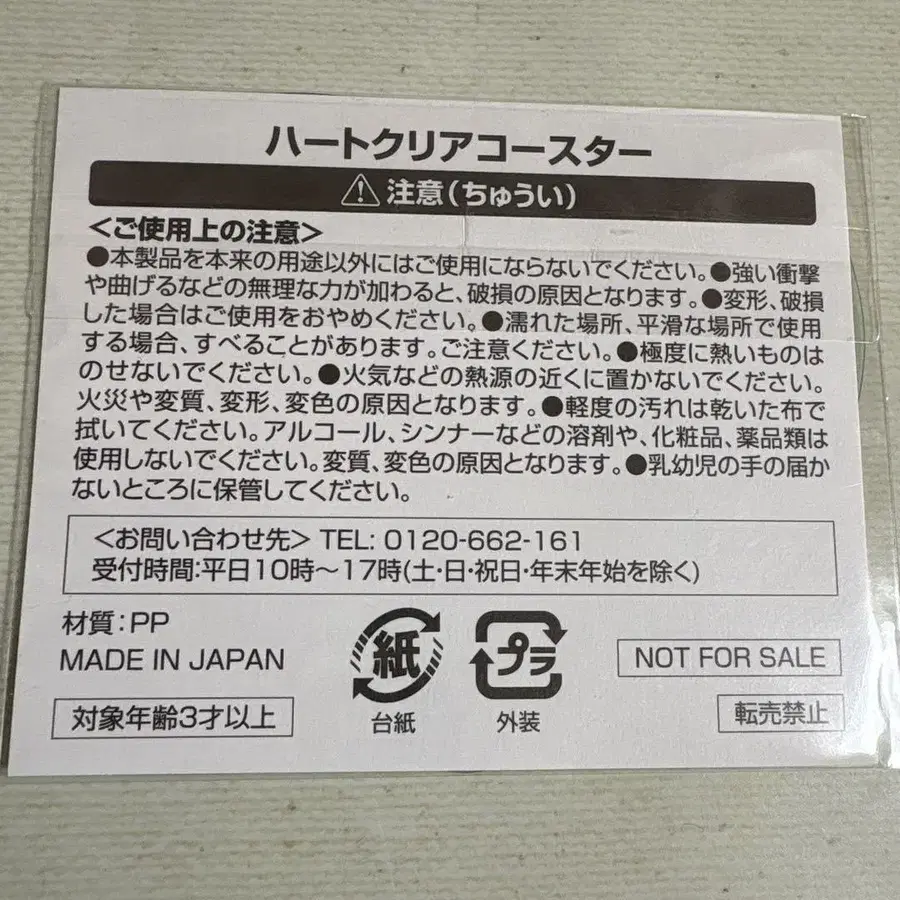 ハートクリアコースター
⚠注意(ちゅうい)
<ご使用上の注意>
●本製品を本来の用途以外にはご使用にならないでください。●強い衝撃
や曲げるなどの無理な力が加わると、破損の原因となります。●変形、破損
した場合はご使用をおやめください。●濡れた場所、平滑な場所で使用
する場合、すべることがあります。ご注意ください。●極度に熱いものは
のせないでください。●火気などの熱源の近くに置かないでください。
火災や変質、変形、変色の原因となります。●軽度の汚れは乾いた布で
拭いてください。アルコール、シンナーなどの溶剤や、化粧品、薬品類は
使用しないでください。変質、変色の原因となります。●乳幼児の手の届か
ないところに保管してください。
<お問い合わせ先> TEL: 0120-662-161
受付時間:平日10時～17時(土・日・祝日・年末年始を除く)
材質:PP
MADE IN JAPAN
対象年齢3才以上
紙
台紙
プラ
外装
NOT FOR SALE
転売禁止